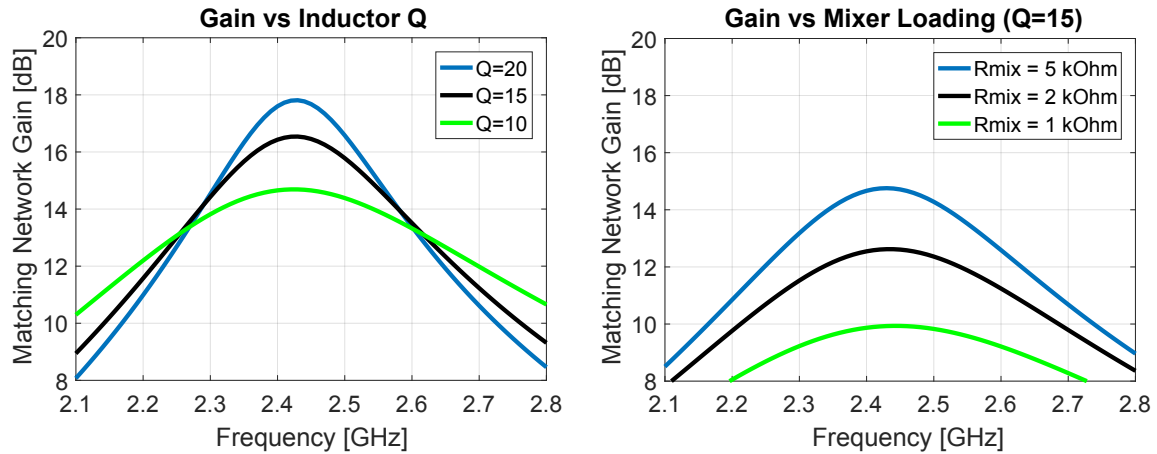 Gain vs Inductor Q
Matching Network Gain [dB]
20
18
16
14
12
10
8
Q=20
Q=15
Q=10
2.1 2.2 2.3 2.4 2.5 2.6 2.7 2.8
Frequency [GHz]
Gain vs Mixer Loading (Q=15)
Matching Network Gain [dB]
20
18
16
14
12
10
8
Rmix = 5 kOhm
Rmix = 2 kOhm
Rmix = 1 kOhm
2.1 2.2 2.3 2.4 2.5 2.6 2.7 2.8
Frequency [GHz]